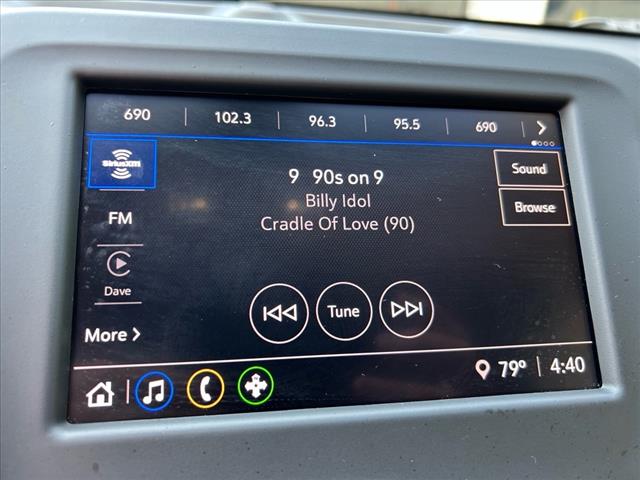 690 102.3 96.3 95.5 690
SiriusXM
9 90s on 9
Sound
Billy Idol
FM
Browse
Cradle Of Love (90)
Dave
Tune
More
79° 4:40